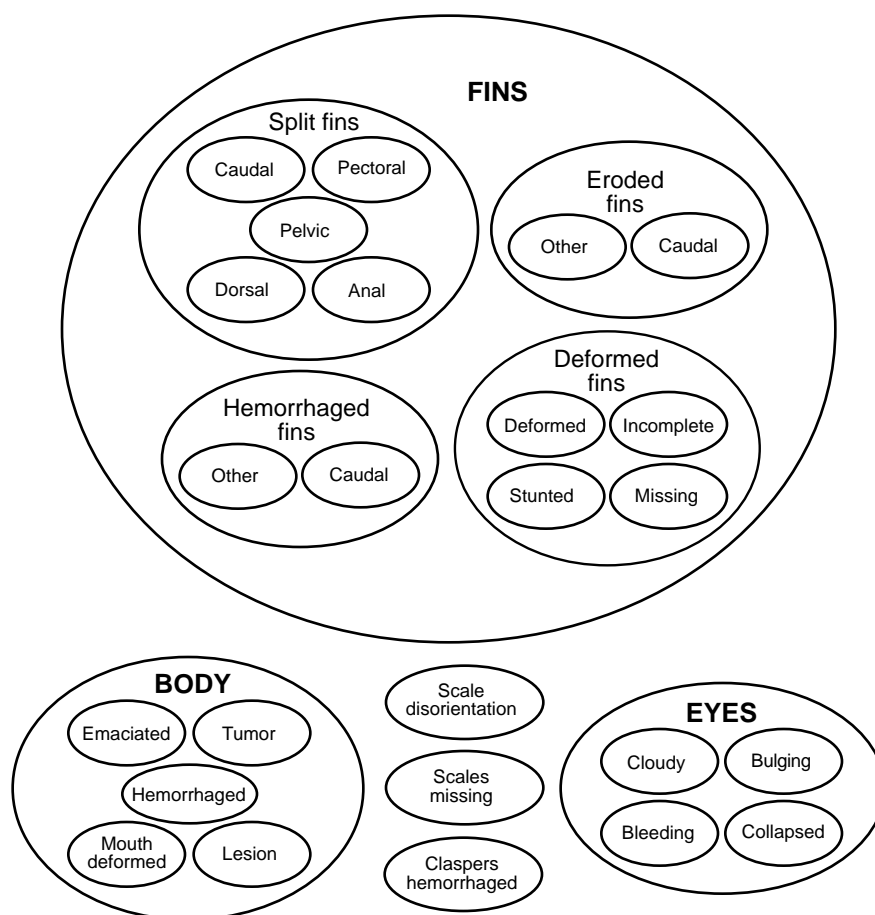 FINS
Split fins
Caudal
Pectoral
Pelvic
Dorsal
Anal
Eroded
fins
Other
Caudal
Hemorrhaged
fins
Other
Caudal
Deformed
fins
Deformed
Incomplete
Stunted
Missing
BODY
Emaciated
Tumor
Hemorrhaged
Mouth
deformed
Lesion
Scale
disorientation
Scales
missing
Claspers
hemorrhaged
EYES
Cloudy
Bulging
Bleeding
Collapsed